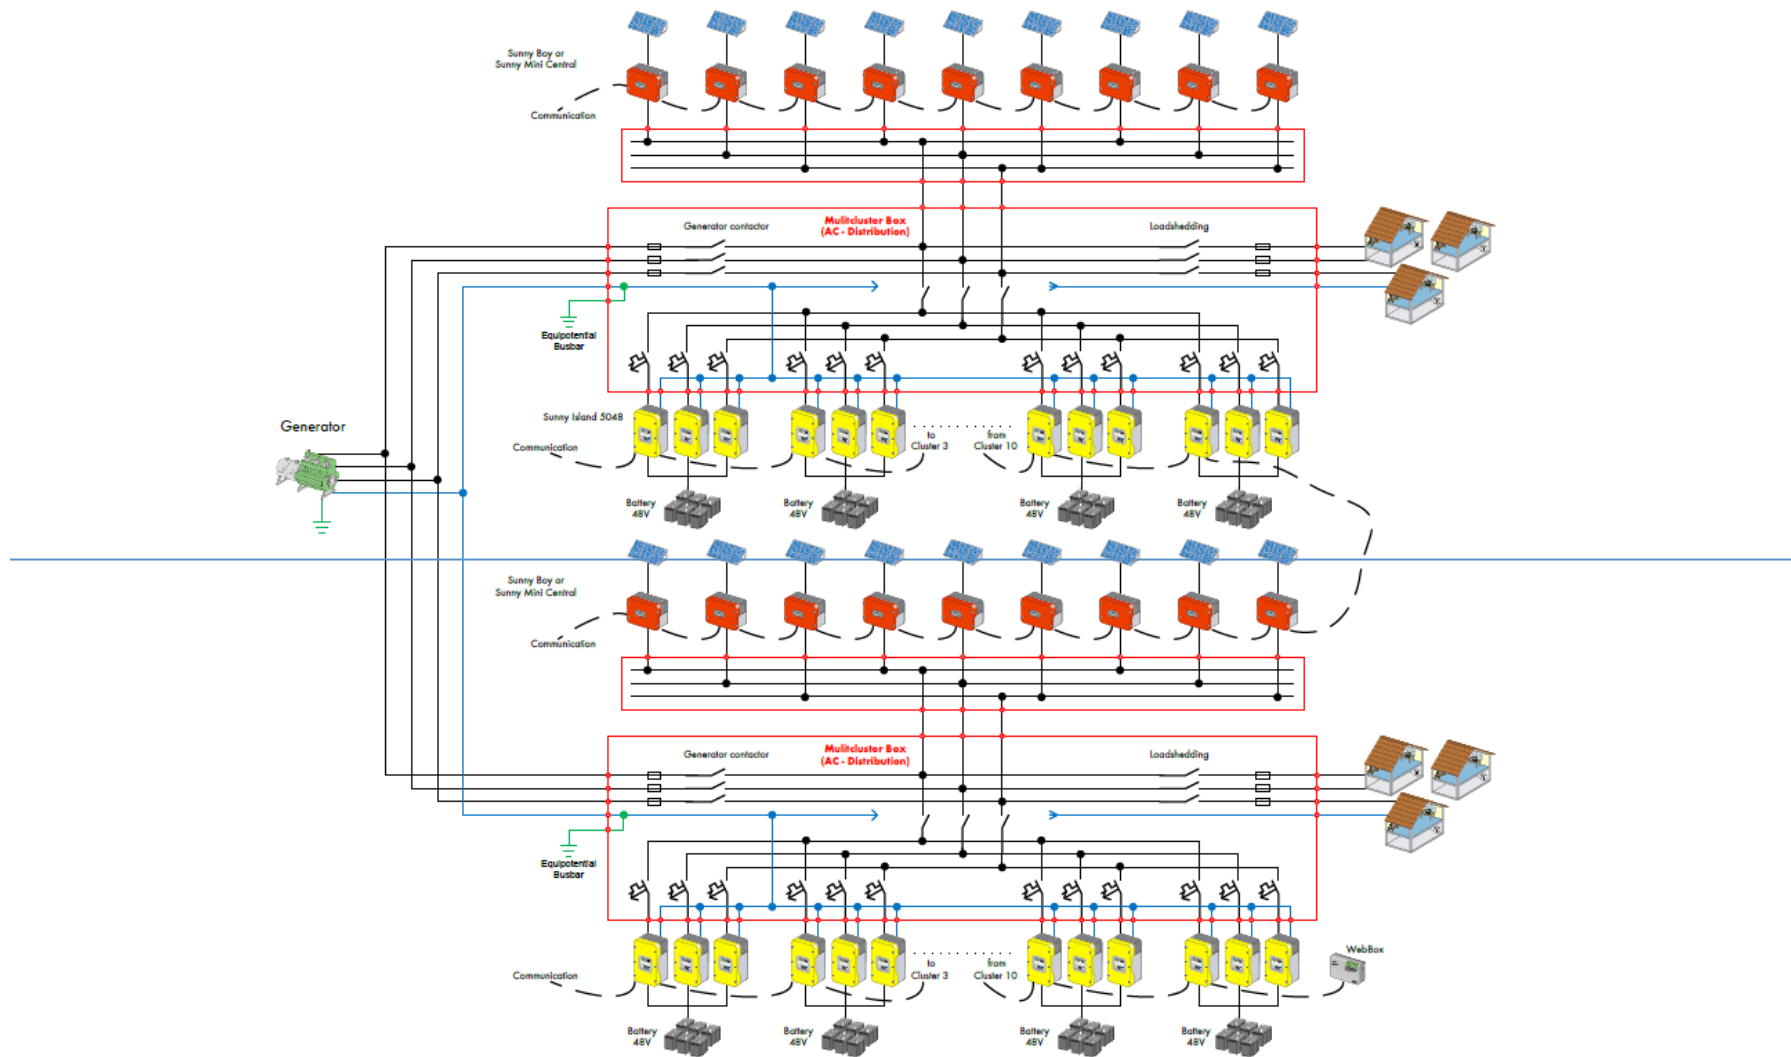 Sunny Boy or
Sunny Mini Central
Communication
Generator contactor
Mulitcluster Box
(AC - Distribution)
Loadshedding
Equipotential
Busbar
Sunny Island 5048
Communication
to
Cluster 3
from
Cluster 10
Generator
Battery
48V
Battery
48V
Battery
48V
Battery
48V
Sunny Boy or
Sunny Mini Central
Communication
Generator contactor
Mulitcluster Box
(AC - Distribution)
Loadshedding
Equipotential
Busbar
Communication
to
Cluster 3
from
Cluster 10
WebBox
Battery
48V
Battery
48V
Battery
48V
Battery
48V